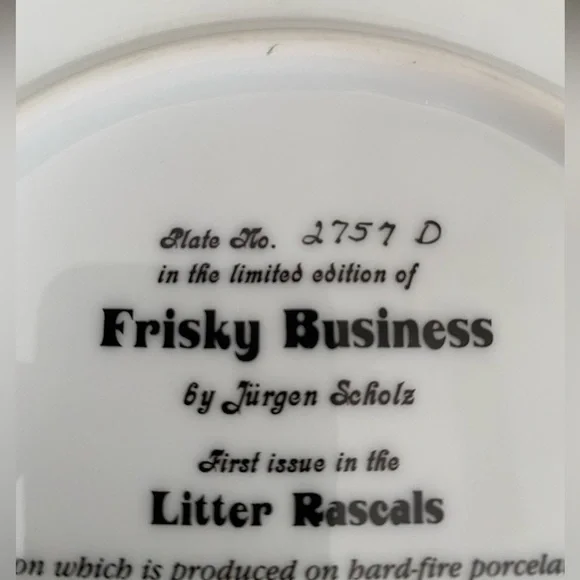 Plate No. 2757 D
in the limited edition of
Frisky Business
by Jürgen Scholz
First issue in the
Litter Rascals
on which is produced on hard-fire